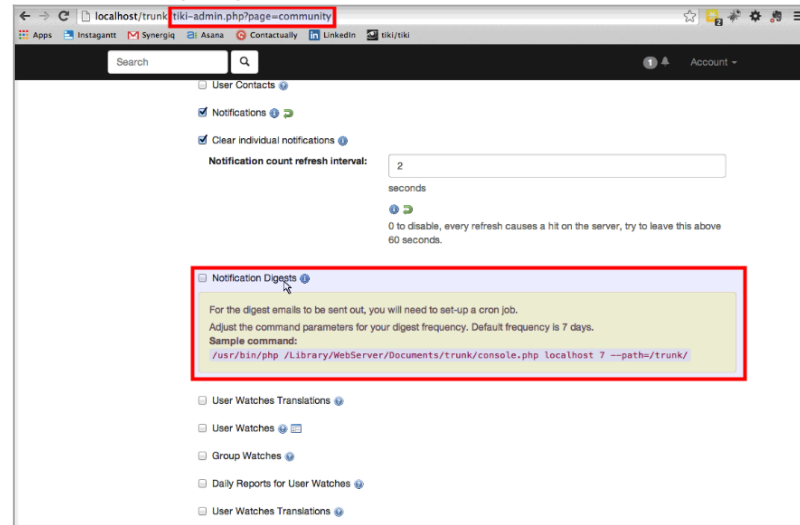 localhost/trunk/tiki-admin.php?page=community
Apps Instagantt Synergiq Asana Contactually LinkedIn tiki/tiki
Search 1 Account
User Contacts
Notifications
Clear individual notifications
Notification count refresh interval:
2
seconds
0 to disable, every refresh causes a hit on the server, try to leave this above
60 seconds.
Notification Digests
For the digest emails to be sent out, you will need to set-up a cron job.
Adjust the command parameters for your digest frequency. Default frequency is 7 days.
Sample command:
/usr/bin/php /Library/WebServer/Documents/trunk/console.php localhost 7 --path=/trunk/
User Watches Translations
User Watches
Group Watches
Daily Reports for User Watches
User Watches Translations